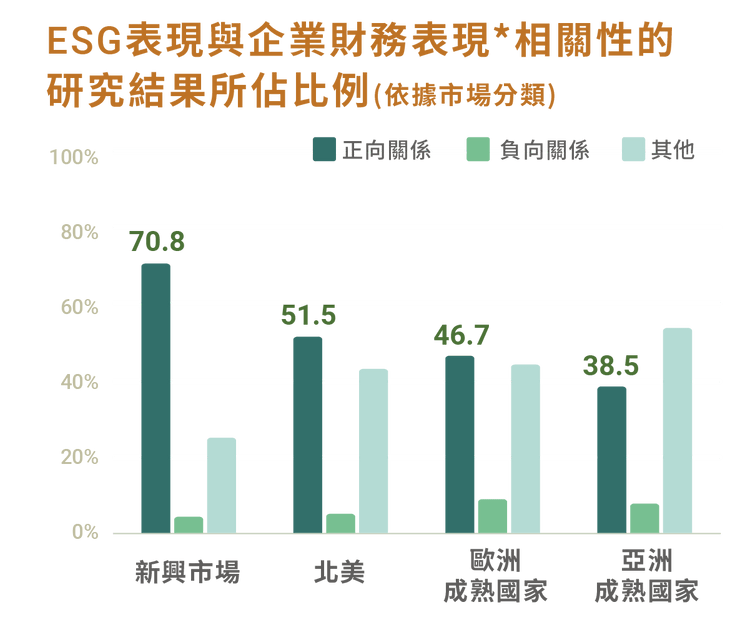 ESG表現與企業財務表現*相關性的
研究結果所佔比例(依據市場分類)
正向關係 負向關係 其他
100%
80%
60%
40%
20%
0%
70.8
51.5
46.7
38.5
新興市場
北美
歐洲
成熟國家
亞洲
成熟國家